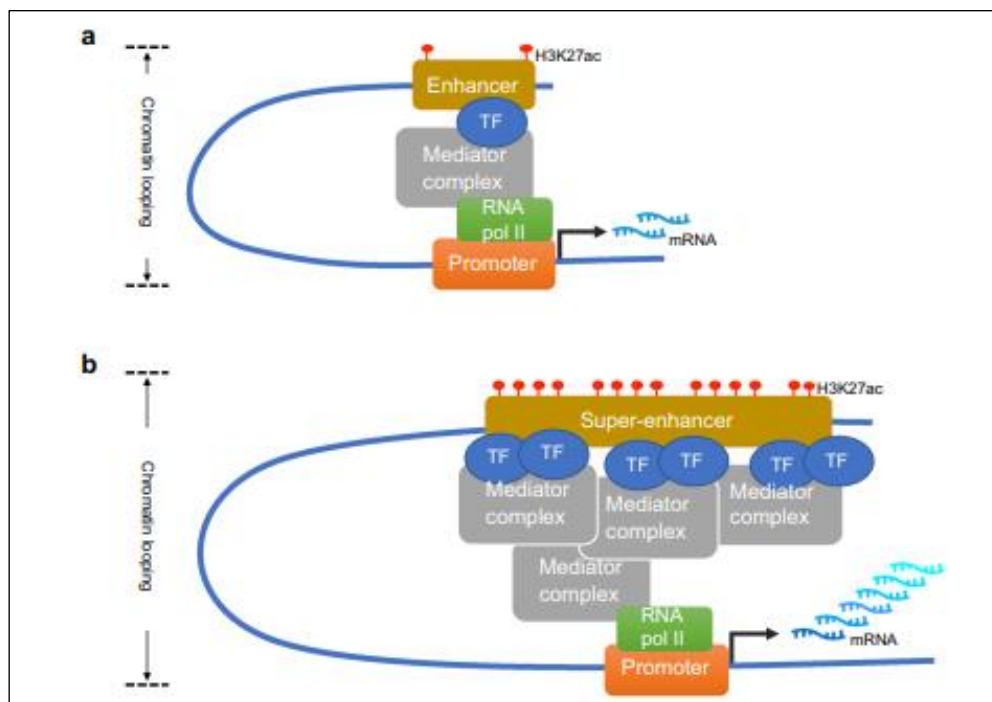 a
H3K27ac
Enhancer
TF
Mediator
complex
RNA
pol II
mRNA
Promoter
Chromatin looping
b
H3K27ac
Super-enhancer
TF
TF
TF
TF
TF
TF
Mediator
complex
Mediator
complex
Mediator
complex
Mediator
complex
RNA
pol II
mRNA
Promoter
Chromatin looping